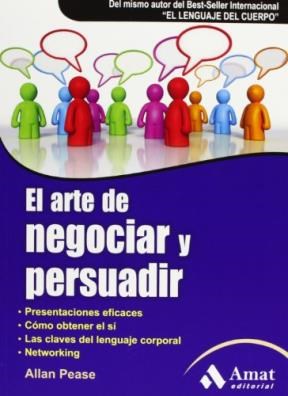 Del mismo autor del Best-Seller Internacional
"EL LENGUAJE DEL CUERPO"
El arte de
negociar y
persuadir
• Presentaciones eficaces
• Cómo obtener el sí
• Las claves del lenguaje corporal
• Networking
Allan Pease
Amat
editorial